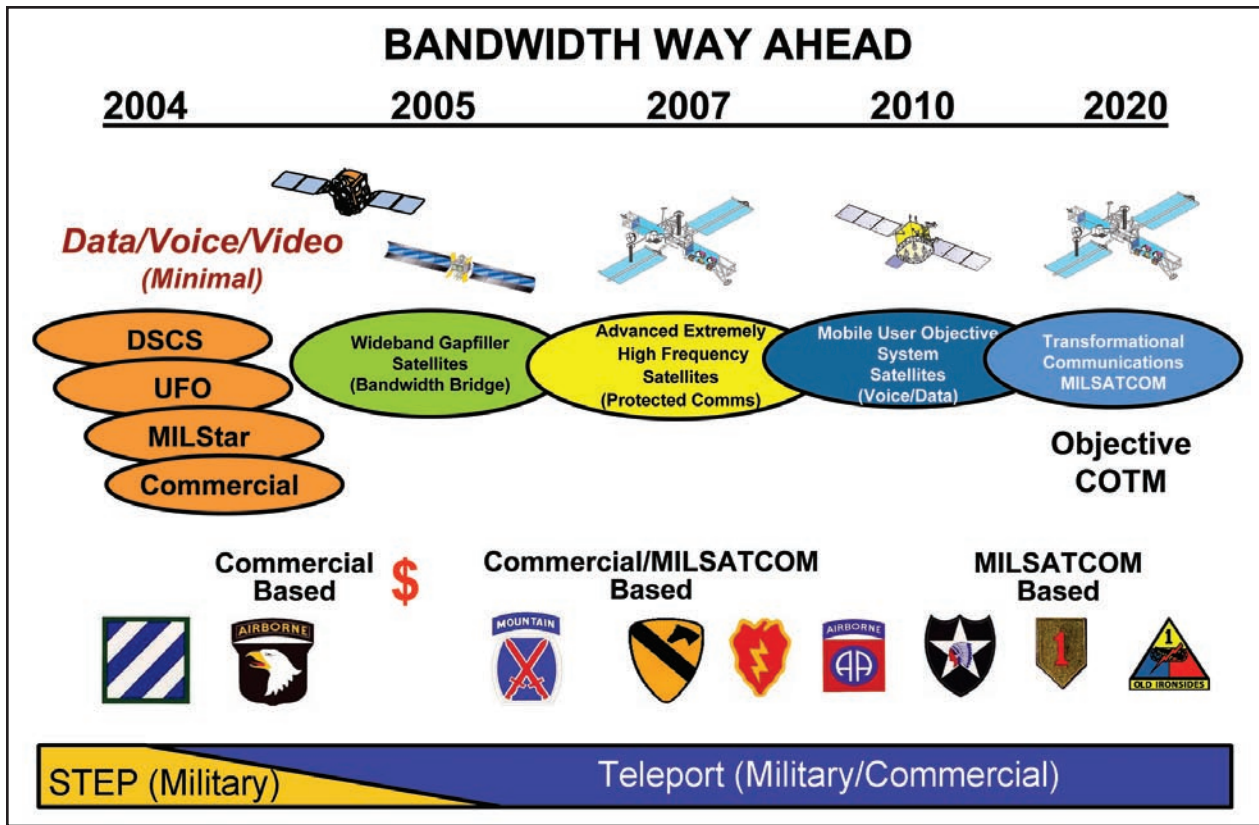 BANDWIDTH WAY AHEAD
2004 2005 2007 2010 2020
Data/Voice/Video
(Minimal)
DSCS
UFO
MILStar
Commercial
Wideband Gapfiller
Satellites
(Bandwidth Bridge)
Advanced Extremely
High Frequency
Satellites
(Protected Comms)
Mobile User Objective
System
Satellites
(Voice/Data)
Transformational
Communications
MILSATCOM
Objective
COTM
Commercial
Based
$
Commercial/MILSATCOM
Based
MILSATCOM
Based
AIRBORNE
MOUNTAIN
AIRBORNE
AA
1
1
OLD IRONSIDES
STEP (Military)
Teleport (Military/Commercial)